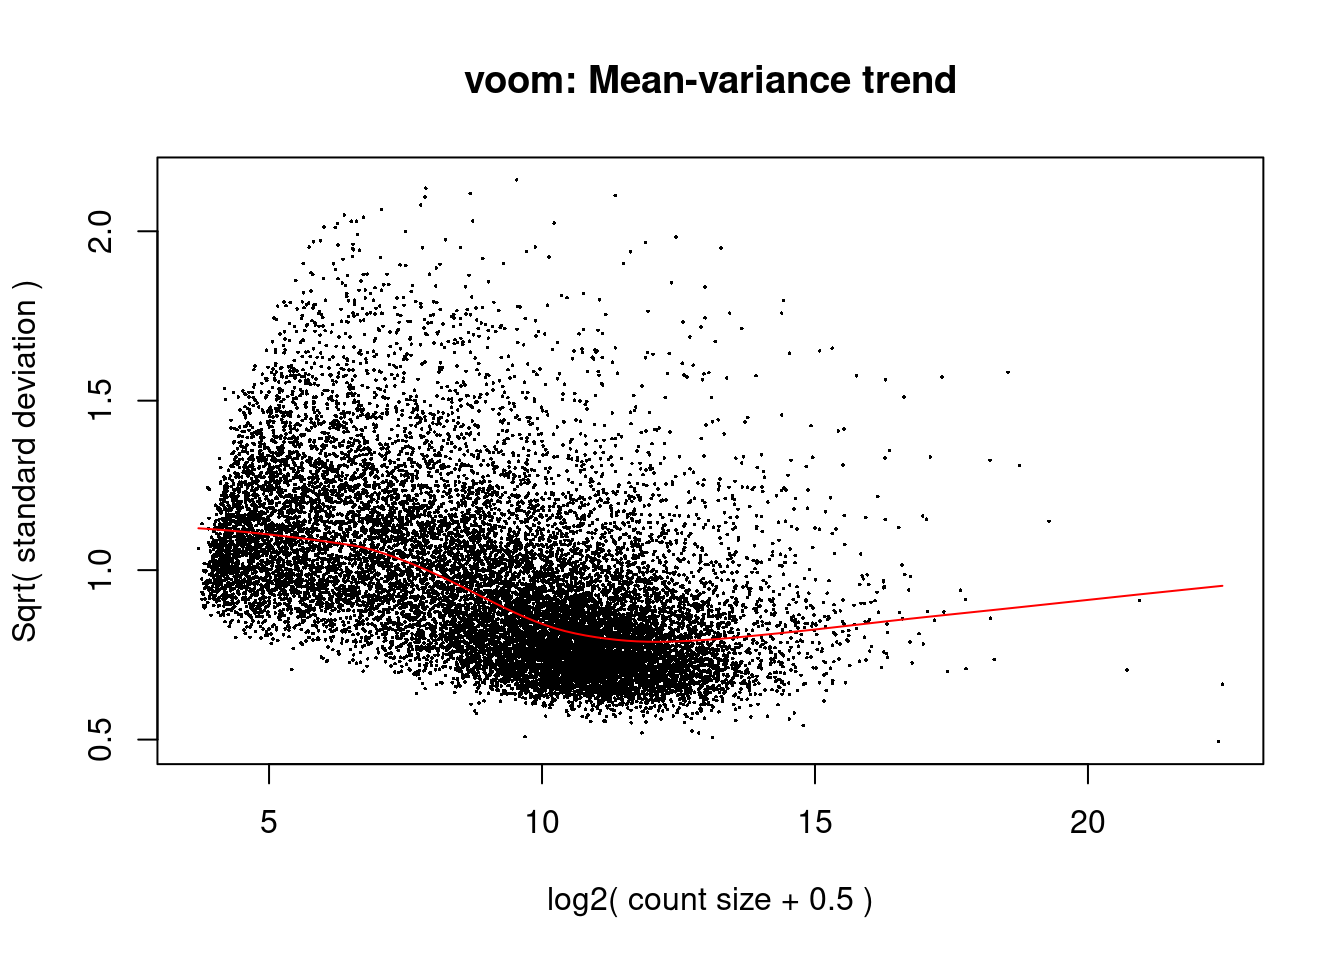 voom: Mean-variance trend
Sqrt( standard deviation )
2.0
1.5
1.0
0.5
5 10 15 20
log2( count size + 0.5 )